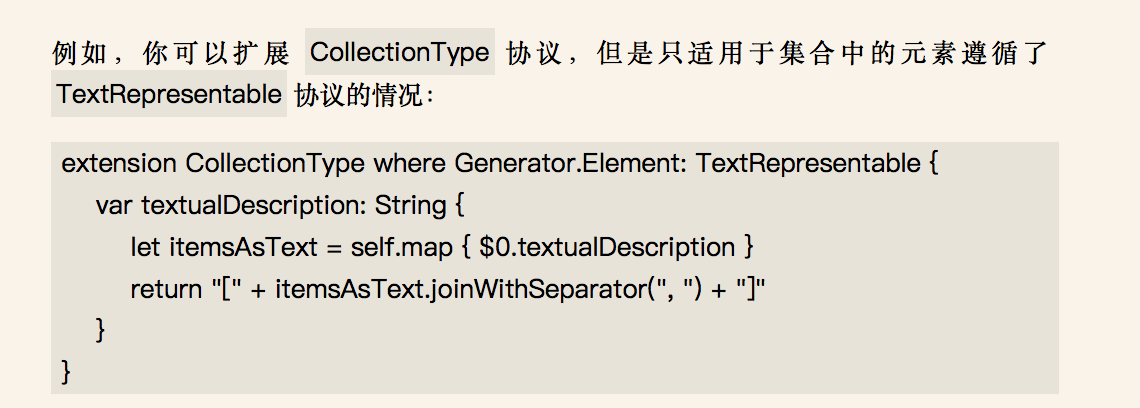 例如，你可以扩展 CollectionType 协议，但是只适用于集合中的元素遵循了
TextRepresentable 协议的情况：
extension CollectionType where Generator.Element: TextRepresentable {
    var textualDescription: String {
        let itemsAsText = self.map { $0.textualDescription }
        return "[" + itemsAsText.joinWithSeparator(", ") + "]"
    }
}